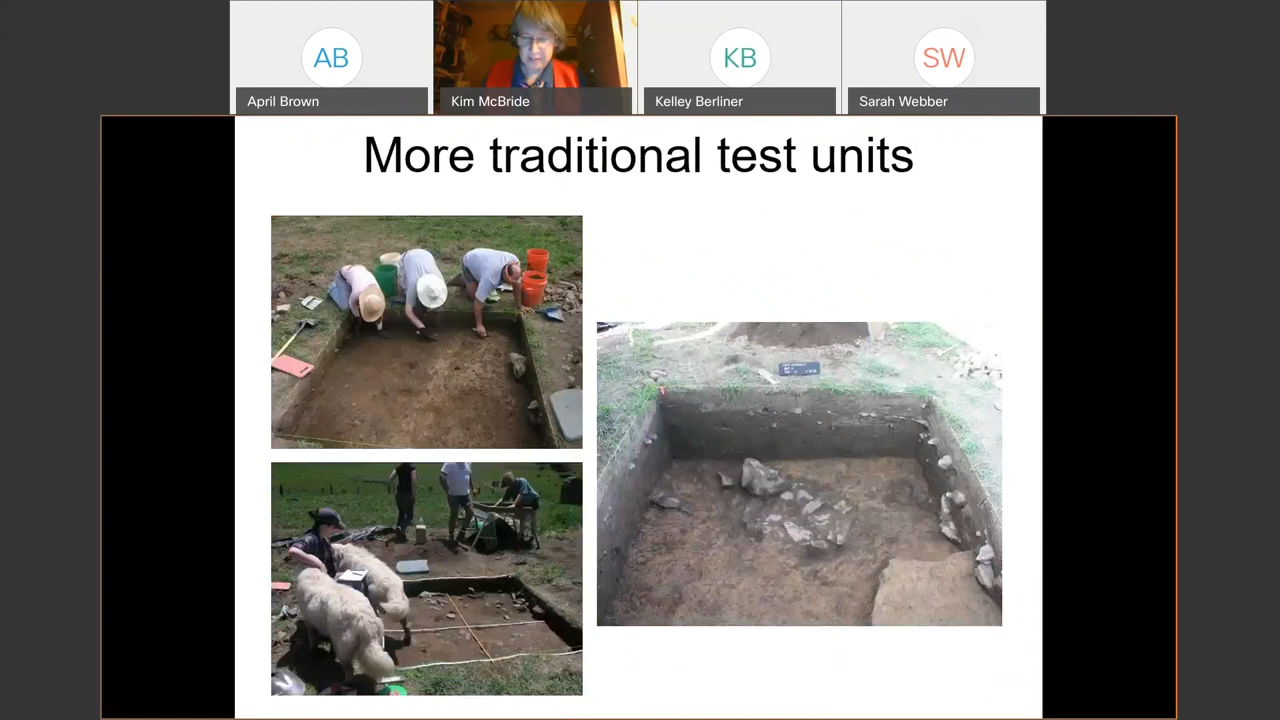 AB
April Brown
Kim McBride
KB
Kelley Berliner
SW
Sarah Webber
More traditional test units